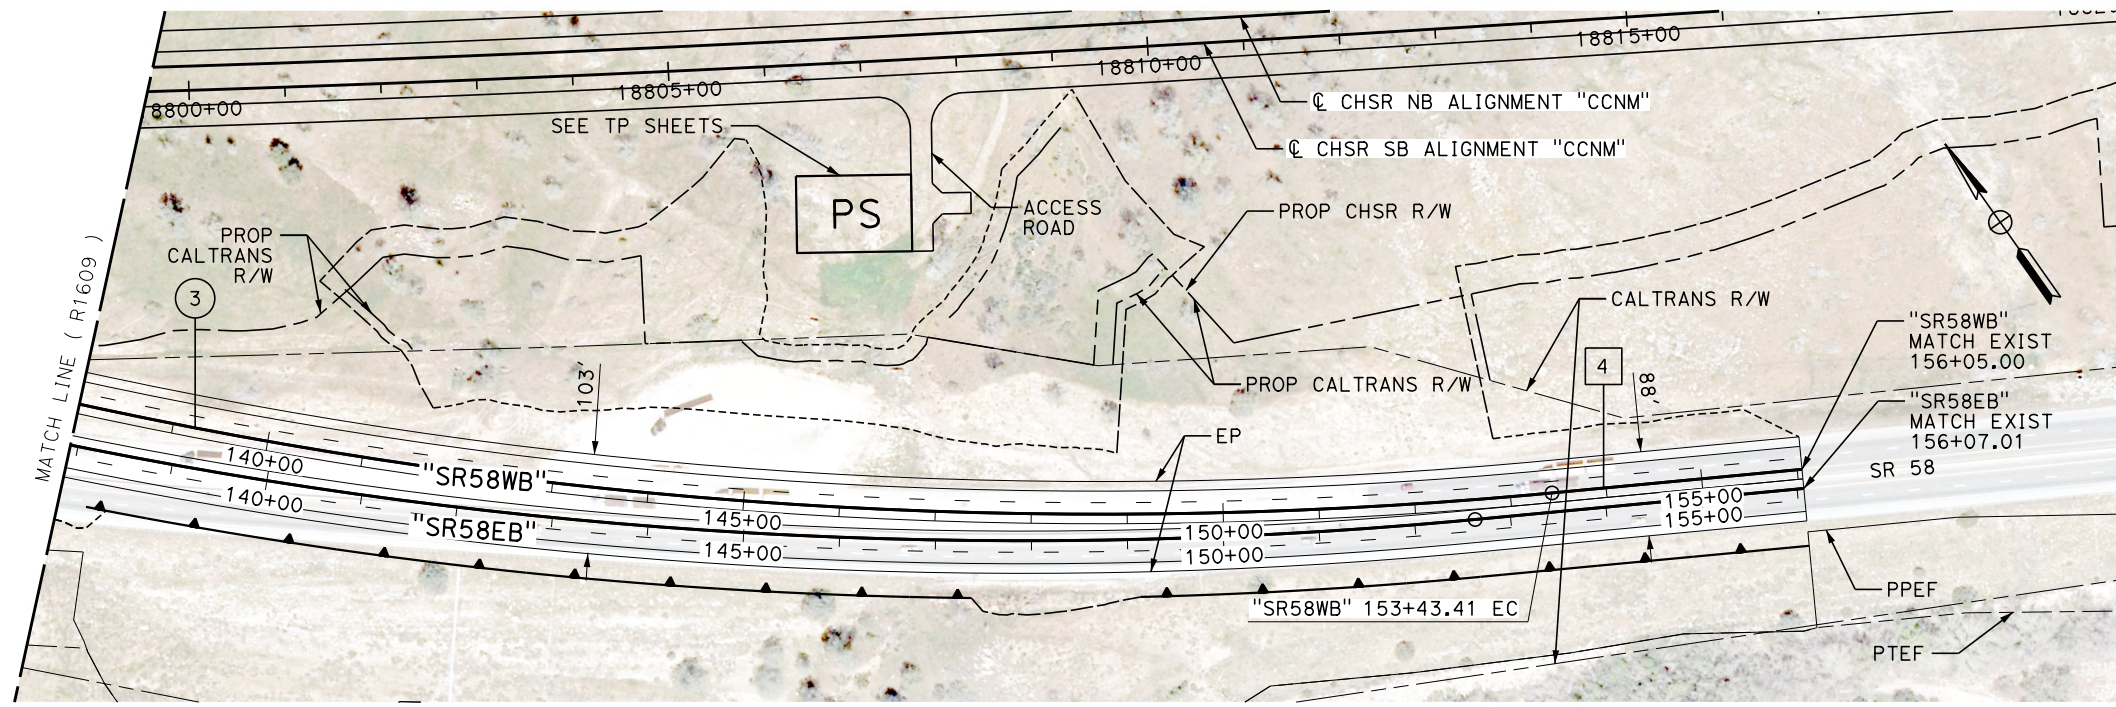 18815+00
18810+00
18805+00
8800+00
℄ CHSR NB ALIGNMENT "CCNM"
SEE TP SHEETS
℄ CHSR SB ALIGNMENT "CCNM"
PS
ACCESS
ROAD
PROP CHSR R/W
PROP
CALTRANS
R/W
3
MATCH LINE ( R1609 )
CALTRANS R/W
"SR58WB"
MATCH EXIST
156+05.00
4
103'
88'
PROP CALTRANS R/W
"SR58EB"
MATCH EXIST
156+07.01
EP
SR 58
140+00
"SR58WB"
140+00
"SR58EB"
145+00
145+00
150+00
150+00
155+00
155+00
"SR58WB" 153+43.41 EC
PPEF
PTEF